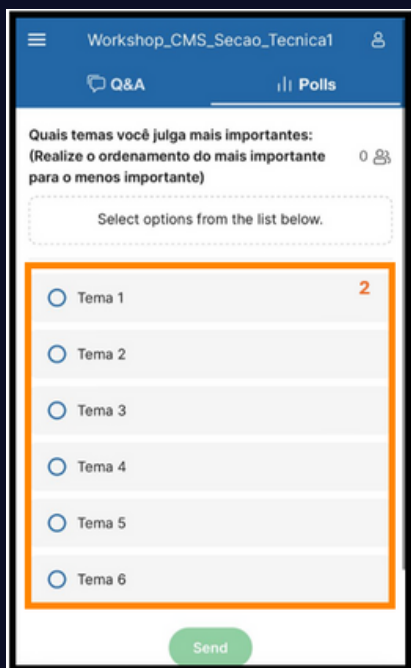 Workshop_CMS_Secao_Tecnica1
Q&A
Polls
Quais temas você julga mais importantes:
(Realize o ordenamento do mais importante
para o menos importante)
0
Select options from the list below.
2
Tema 1
Tema 2
Tema 3
Tema 4
Tema 5
Tema 6
Send